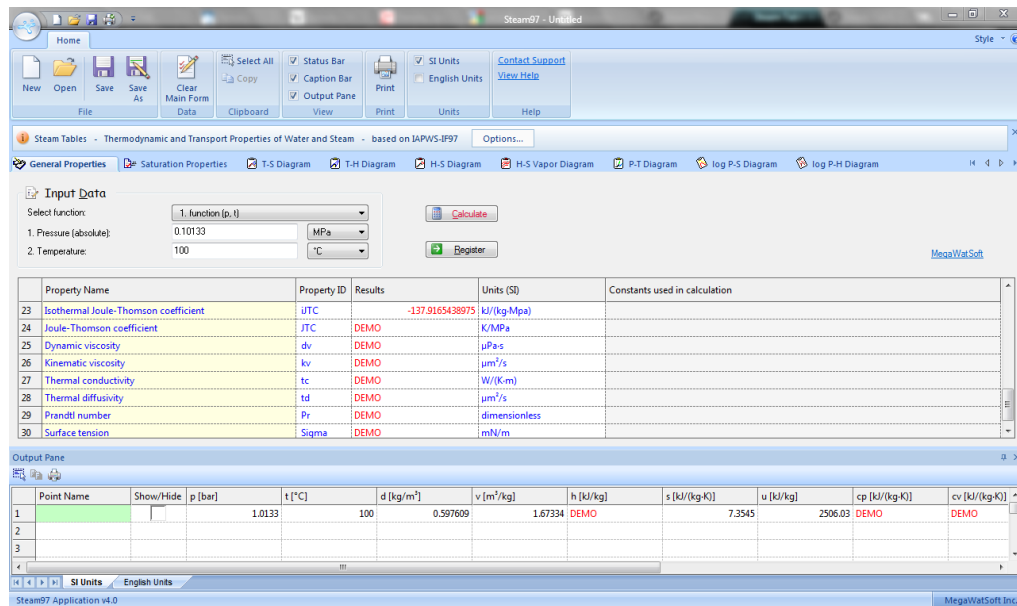 Steam97 - Untitled
Home
Style
New
Open
Save
Save As
Clear Main Form
Select All
Copy
Status Bar
Caption Bar
Output Pane
Print
SI Units
English Units
Contact Support
View Help
File
Data
Clipboard
View
Print
Units
Help
Steam Tables - Thermodynamic and Transport Properties of Water and Steam - based on IAPWS-IF97 Options...
General Properties Saturation Properties T-S Diagram T-H Diagram H-S Diagram H-S Vapor Diagram P-T Diagram log P-S Diagram log P-H Diagram
Input Data
Select function: 1. function (p, t)
Calculate
1. Pressure (absolute): 0.10133 MPa
2. Temperature: 100 °C
Register
MegaWatSoft
Property Name Property ID Results Units (SI) Constants used in calculation
23 Isothermal Joule-Thomson coefficient iJTC -137.9165438975 kJ/(kg·Mpa)
24 Joule-Thomson coefficient JTC DEMO K/MPa
25 Dynamic viscosity dv DEMO µPa·s
26 Kinematic viscosity kv DEMO µm²/s
27 Thermal conductivity tc DEMO W/(K·m)
28 Thermal diffusivity td DEMO µm²/s
29 Prandtl number Pr DEMO dimensionless
30 Surface tension Sigma DEMO mN/m
Output Pane
Point Name Show/Hide p [bar] t [°C] d [kg/m³] v [m³/kg] h [kJ/kg] s [kJ/(kg·K)] u [kJ/kg] cp [kJ/(kg·K)] cv [kJ/(kg·K)]
1 1.0133 100 0.597609 1.67334 DEMO 7.3545 2506.03 DEMO DEMO
2
3
SI Units English Units
Steam97 Application v4.0 MegaWatSoft Inc.